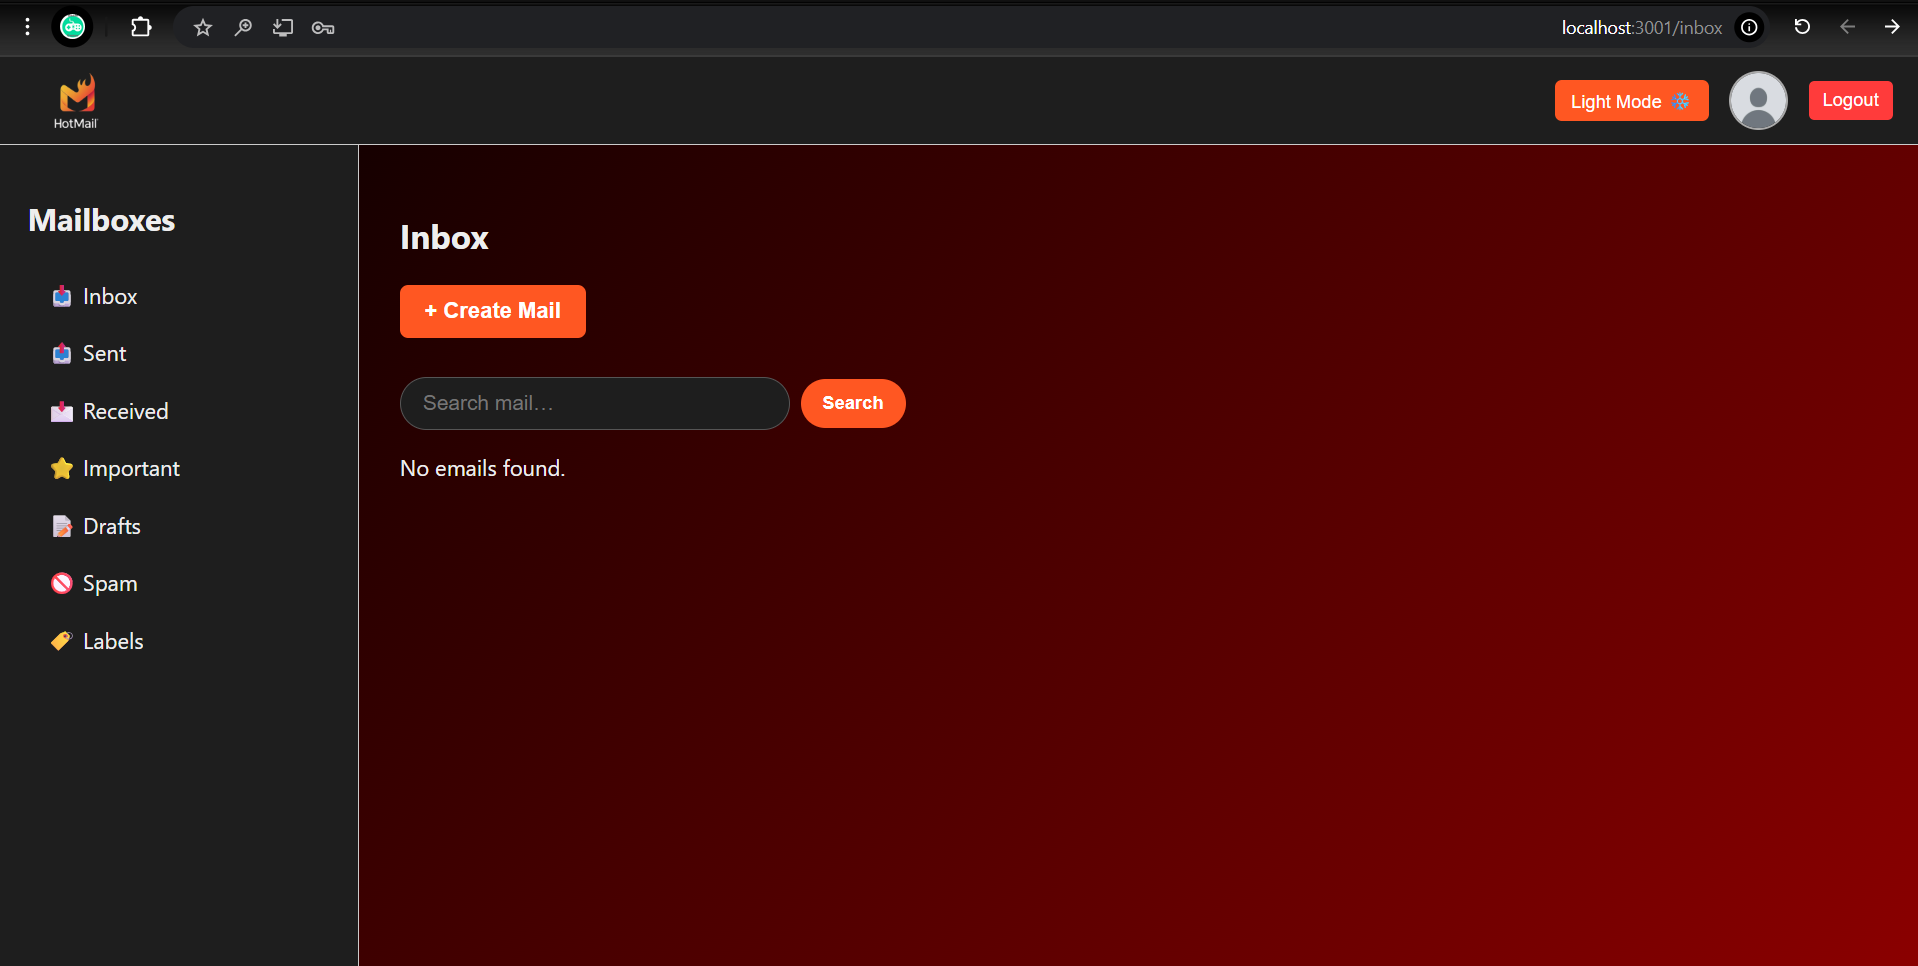 localhost:3001/inbox
HotMail
Light Mode
Logout
Mailboxes
Inbox
Sent
Received
Important
Drafts
Spam
Labels
Inbox
+ Create Mail
Search mail...
Search
No emails found.